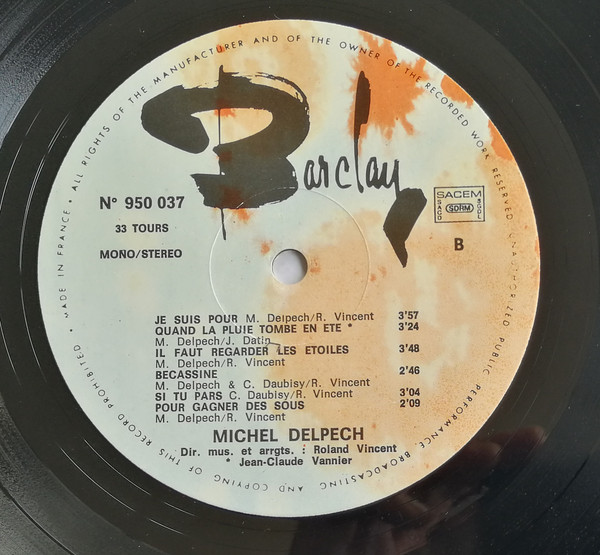 • MADE IN FRANCE • ALL RIGHTS OF THE MANUFACTURER AND OF THE OWNER OF THE RECORDED WORK RESERVED. UNAUTHORIZED PUBLIC PERFORMANCE, BROADCASTING AND COPYING OF THIS RECORD PROHIBITED
Barclay
N° 950 037
33 TOURS
MONO/STEREO
SACEM
SACD SDRM SGDL
B
JE SUIS POUR M. Delpech/R. Vincent 3'57
QUAND LA PLUIE TOMBE EN ETE * 3'24
M. Delpech/J. Datin
IL FAUT REGARDER LES ETOILES 3'48
M. Delpech/R. Vincent
BECASSINE 2'46
M. Delpech & C. Daubisy/R. Vincent
SI TU PARS C. Daubisy/R. Vincent 3'04
POUR GAGNER DES SOUS 2'09
M. Delpech/R. Vincent
MICHEL DELPECH
Dir. mus. et arrgts. : Roland Vincent
* Jean-Claude Vannier